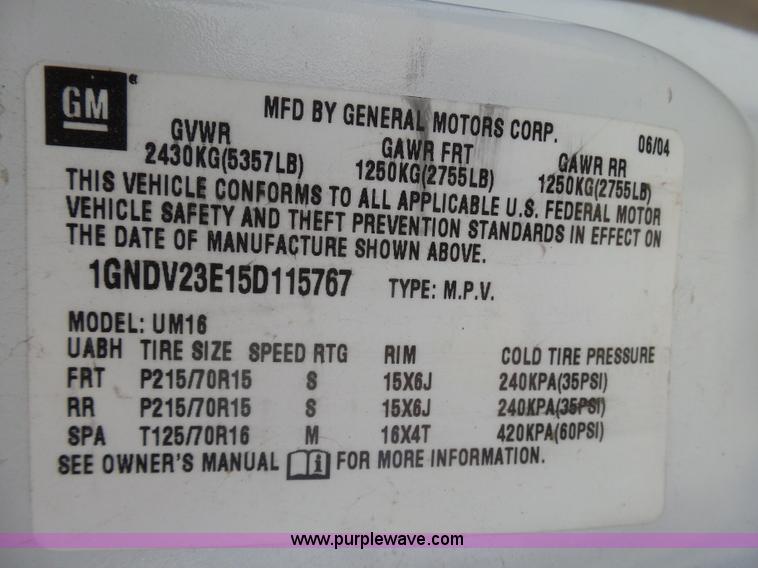 GM
MFD BY GENERAL MOTORS CORP. 06/04
GVWR GAWR FRT GAWR RR
2430KG(5357LB) 1250KG(2755LB) 1250KG(2755LB)
THIS VEHICLE CONFORMS TO ALL APPLICABLE U.S. FEDERAL MOTOR
VEHICLE SAFETY AND THEFT PREVENTION STANDARDS IN EFFECT ON
THE DATE OF MANUFACTURE SHOWN ABOVE.
1GNDV23E15D115767 TYPE: M.P.V.
MODEL: UM16
UABH TIRE SIZE SPEED RTG RIM COLD TIRE PRESSURE
FRT P215/70R15 S 15X6J 240KPA(35PSI)
RR P215/70R15 S 15X6J 240KPA(35PSI)
SPA T125/70R16 M 16X4T 420KPA(60PSI)
SEE OWNER'S MANUAL i FOR MORE INFORMATION.
www.purplewave.com